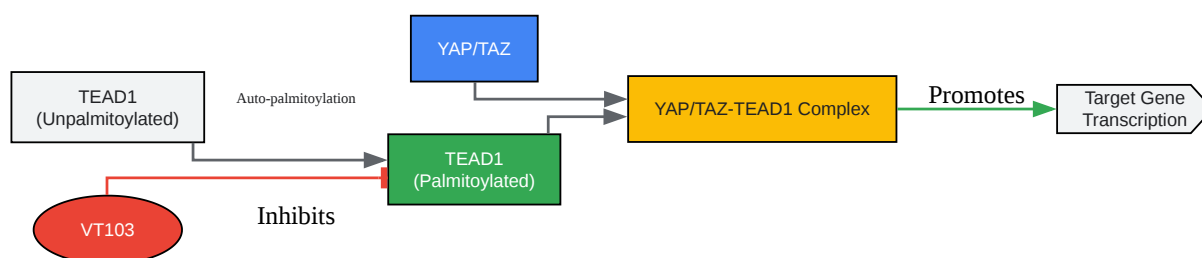 YAP/TAZ
TEAD1
(Unpalmitoylated)
Auto-palmitoylation
YAP/TAZ-TEAD1 Complex
Promotes
Target Gene
Transcription
TEAD1
(Palmitoylated)
Inhibits
VT103